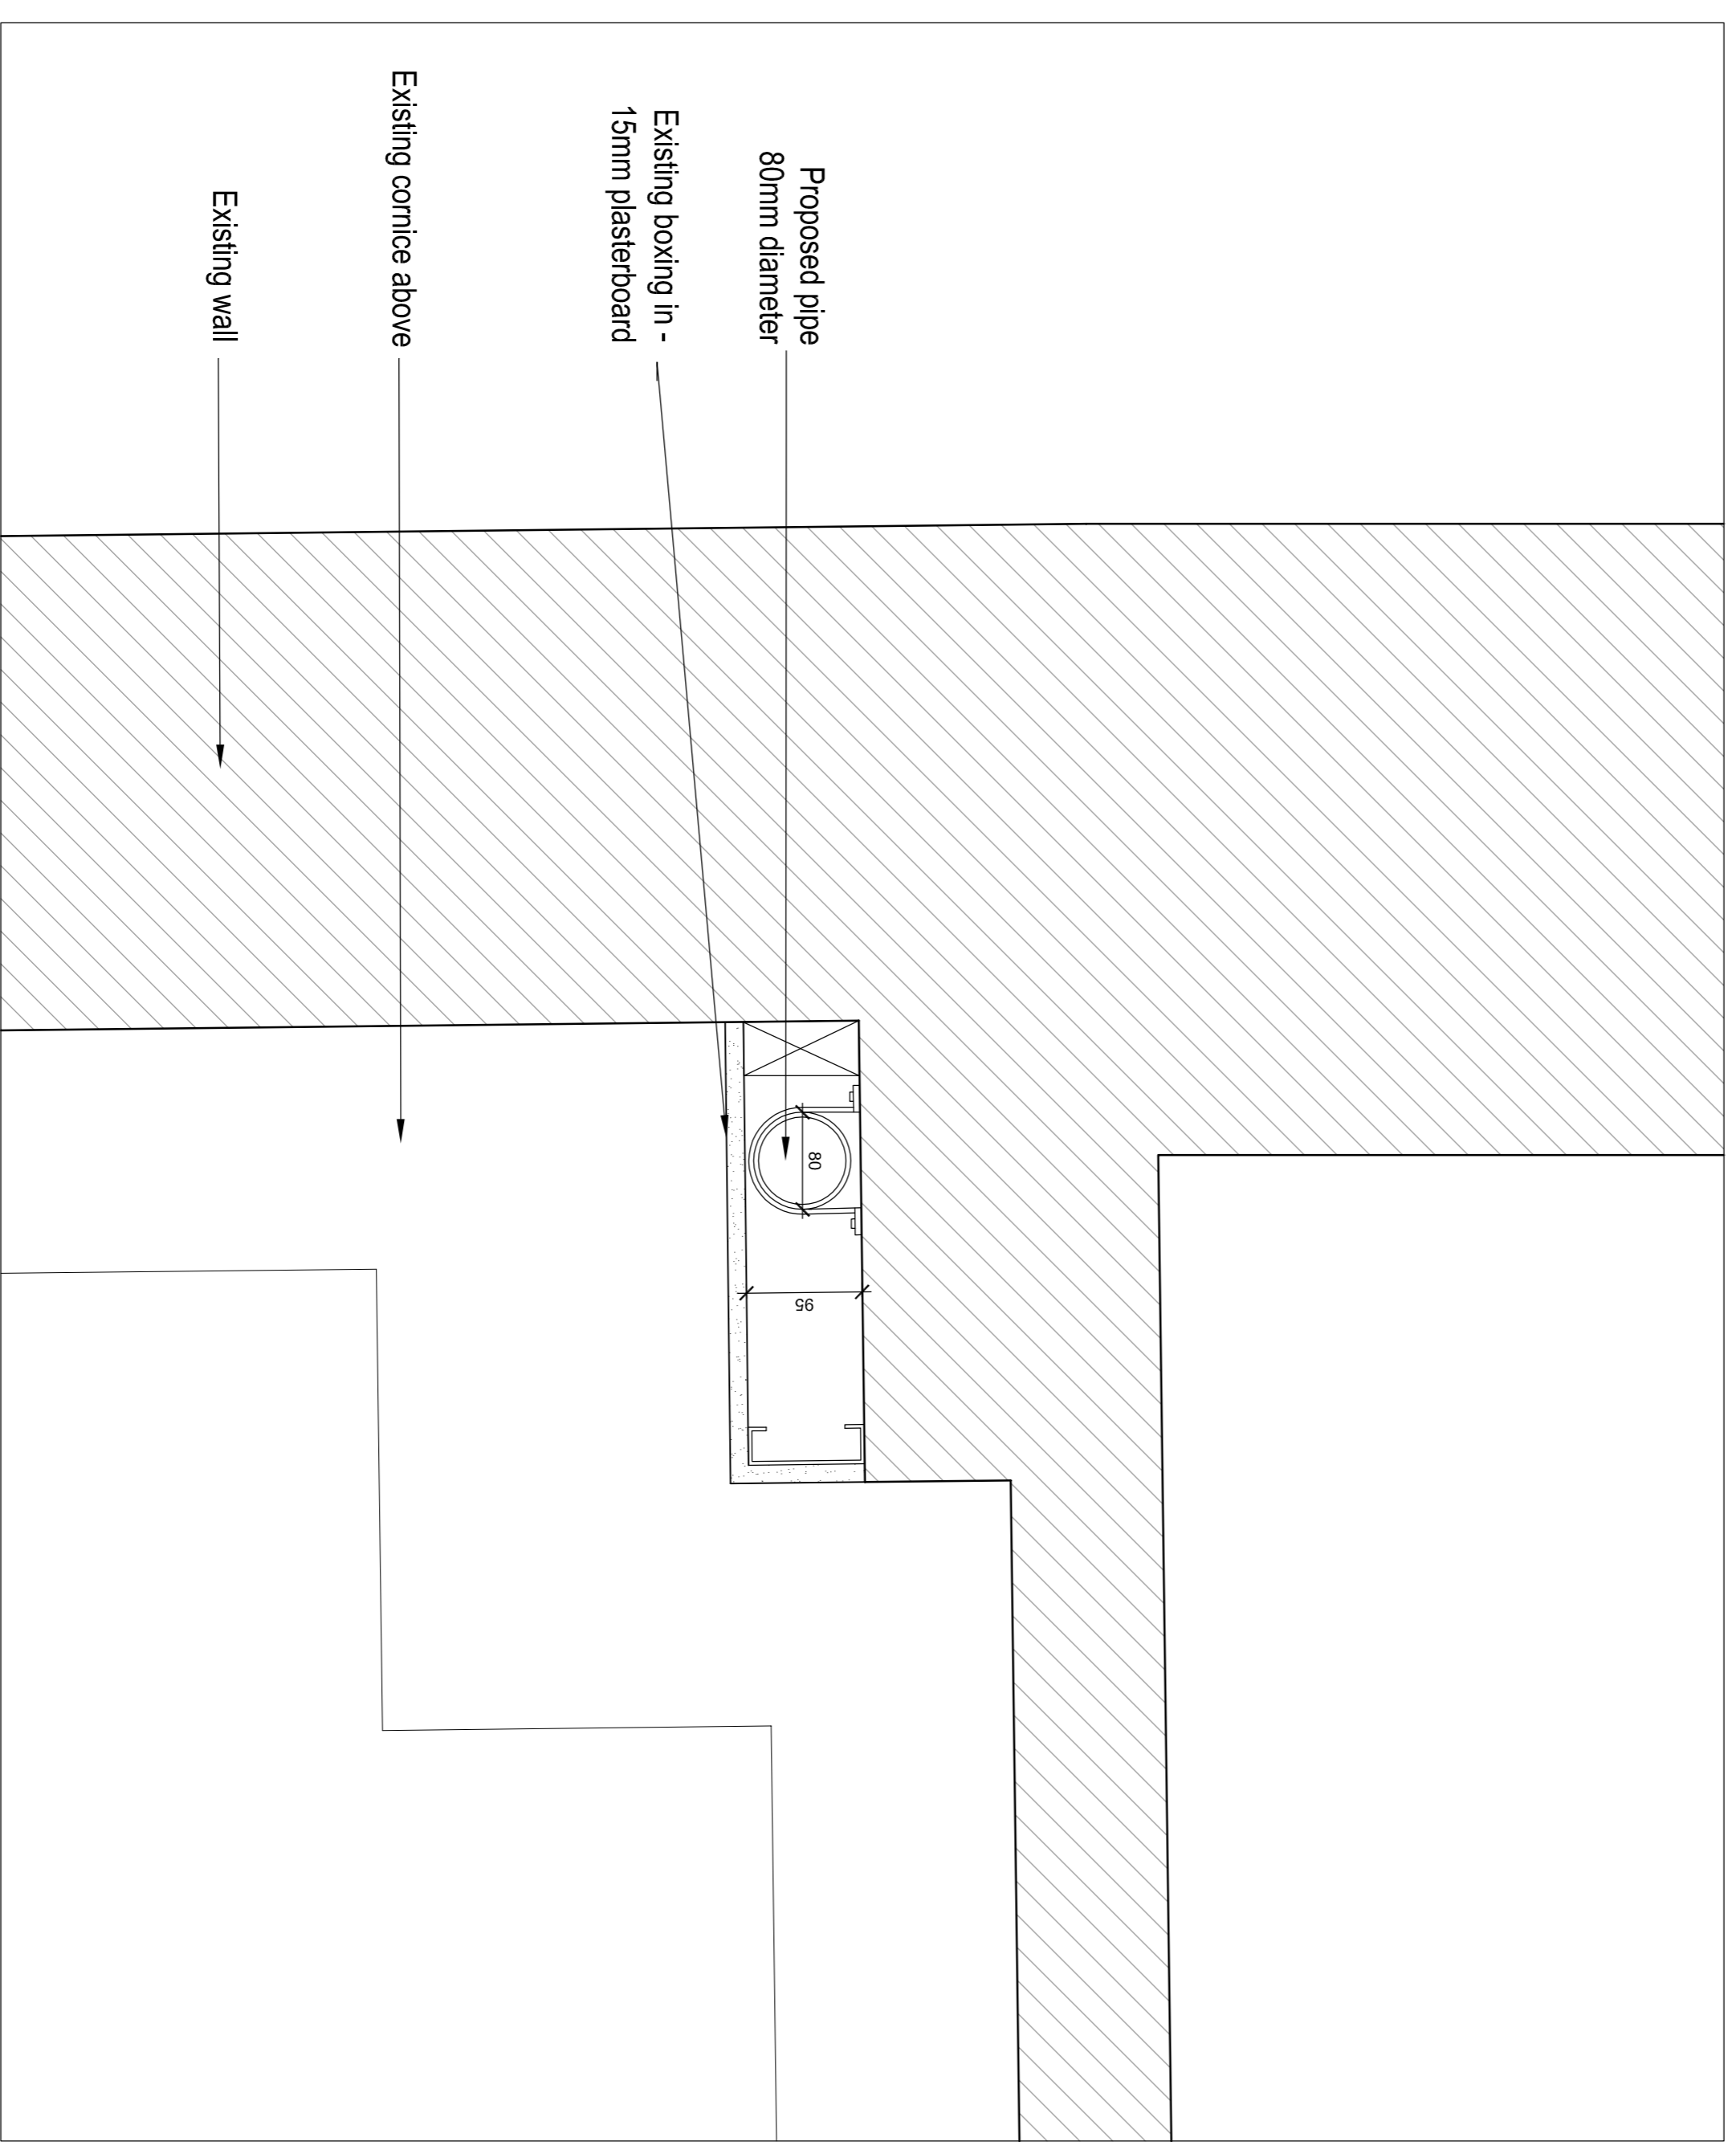 Proposed pipe
80mm diameter
Existing boxing in -
15mm plasterboard
Existing cornice above
Existing wall
80
95